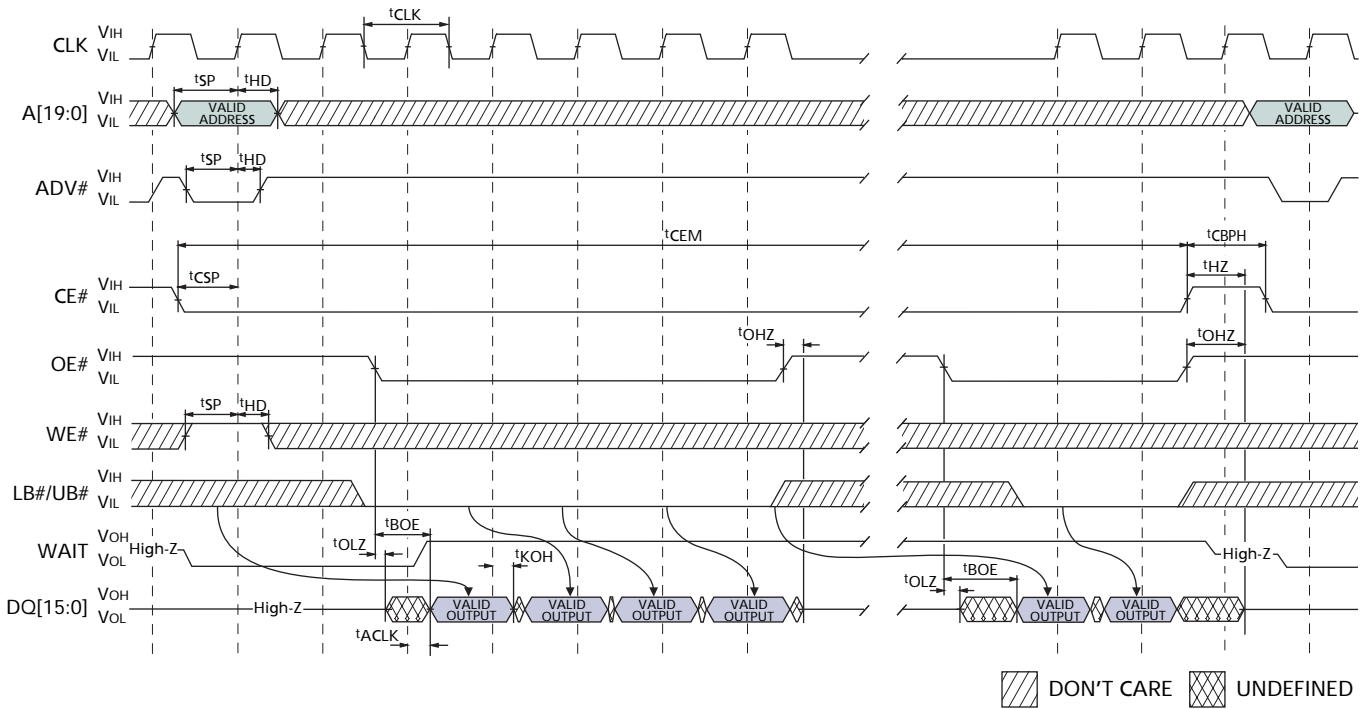 tCLK
CLK VIH
VIL
tSP tHD
A[19:0] VIH
VIL
VALID ADDRESS
VALID ADDRESS
tSP tHD
ADV# VIH
VIL
tCEM
tCBPH
tCSP
tHZ
CE# VIH
VIL
tOHZ
tOHZ
OE# VIH
VIL
tSP tHD
WE# VIH
VIL
LB#/UB# VIH
VIL
tBOE
tOLZ
tKOH
WAIT VOH
VOL
High-Z
High-Z
tBOE
tOLZ
DQ[15:0] VOH
VOL
High-Z
VALID OUTPUT
VALID OUTPUT
VALID OUTPUT
VALID OUTPUT
VALID OUTPUT
VALID OUTPUT
tACLK
DON'T CARE
UNDEFINED